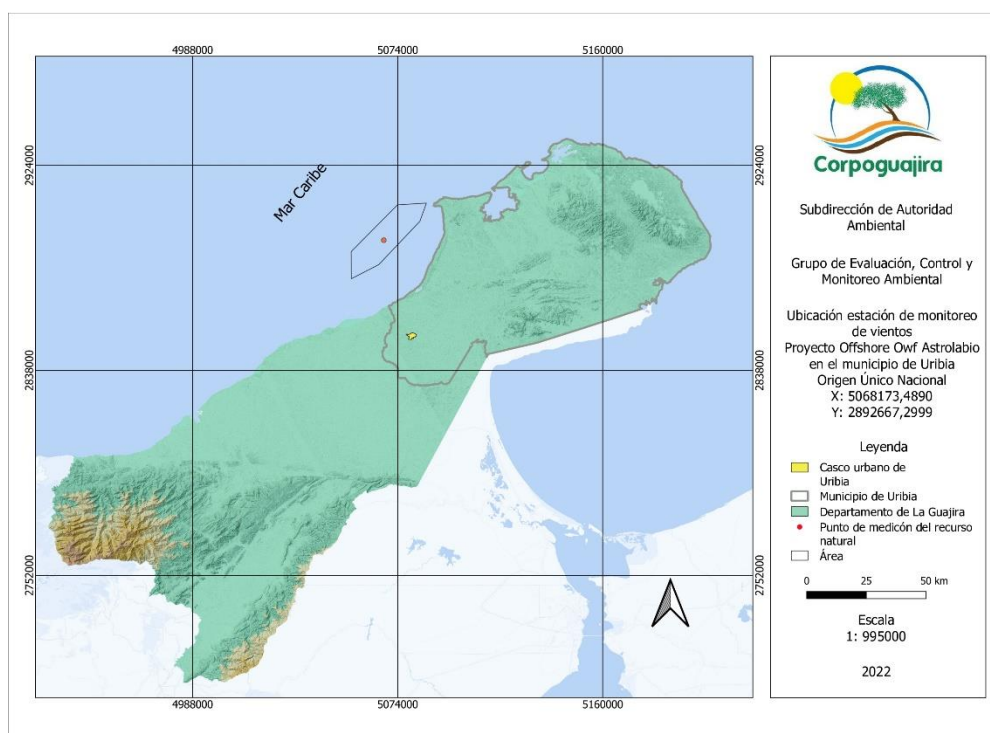 4988000
5074000
5160000
2924000
2924000
Mar Caribe
2838000
2838000
2752000
2752000
4988000
5074000
5160000
Corpoguajira
Subdirección de Autoridad
Ambiental
Grupo de Evaluación, Control y
Monitoreo Ambiental
Ubicación estación de monitoreo
de vientos
Proyecto Offshore Owf Astrolabio
en el municipio de Uribia
Origen Único Nacional
X: 5068173,4890
Y: 2892667,2999
Leyenda
Casco urbano de
Uribia
Municipio de Uribia
Departamento de La Guajira
Punto de medicón del recurso
natural
Área
0 25 50 km
Escala
1: 995000
2022